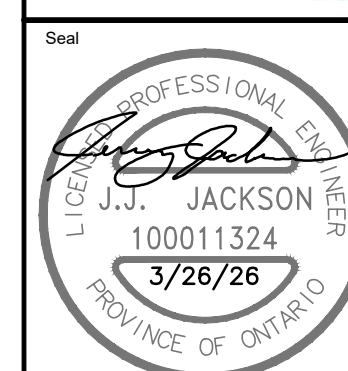 Seal
LICENSED PROFESSIONAL ENGINEER
J.J. JACKSON
100011324
3/26/26
PROVINCE OF ONTARIO